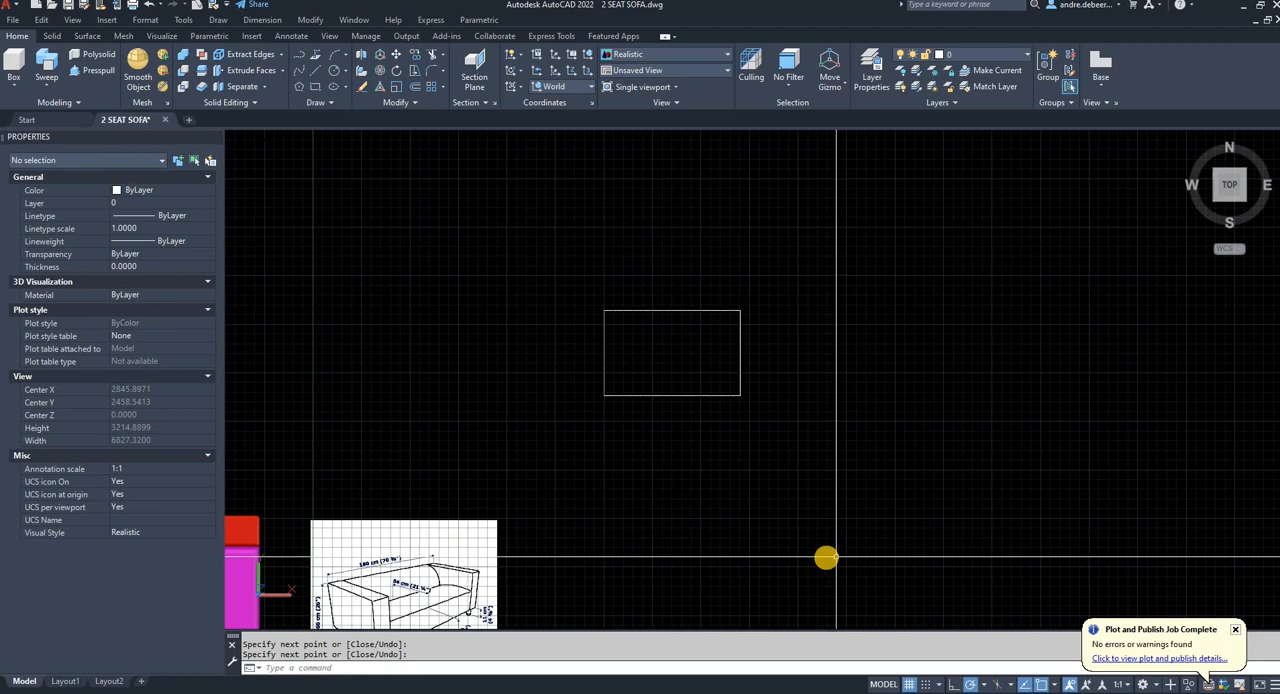 Share
Autodesk AutoCAD 2022 2 SEAT SOFA.dwg
Type a keyword or phrase
andre.debeer...
File Edit View Insert Format Tools Draw Dimension Modify Window Help Express Parametric
Home Solid Surface Mesh Visualize Parametric Insert Annotate View Manage Output Add-ins Collaborate Express Tools Featured Apps
Box Sweep Polysolid Presspull
Modeling
Smooth Object
Mesh
Extrude Edges
Extrude Faces
Separate
Solid Editing
Draw
Modify
Section Plane
Section
World
Coordinates
Realistic
Unsaved View
Single viewport
View
Culling No Filter Move Gizmo
Selection
Layer Properties
0
Make Current
Match Layer
Layers
Group
Groups
Base
View
Start 2 SEAT SOFA*
PROPERTIES
No selection
General
Color ByLayer
Layer 0
Linetype ByLayer
Linetype scale 1.0000
Lineweight ByLayer
Transparency ByLayer
Thickness 0.0000
3D Visualization
Material ByLayer
Plot style
Plot style ByColor
Plot style table None
Plot table attached to Model
Plot table type Not available
View
Center X 2845.8971
Center Y 2458.5413
Center Z 0.0000
Height 3214.8899
Width 6827.3200
Misc
Annotation scale 1:1
UCS icon On Yes
UCS icon at origin Yes
UCS per viewport Yes
UCS Name
Visual Style Realistic
N
W TOP E
S
WCS
Specify next point or [Close/Undo]:
Specify next point or [Close/Undo]:
Type a command
Plot and Publish Job Complete
No errors or warnings found
Click to view plot and publish details...
Model Layout1 Layout2
MODEL
1:1